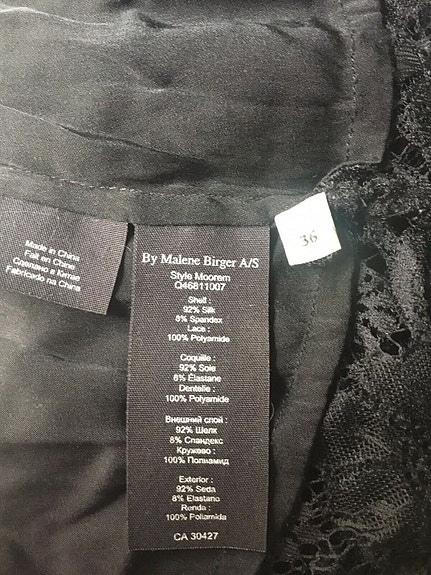 Made in China
Fait en Chine
Сделано в Китае
Fabricado na China
By Malene Birger A/S
Style Moorem
Q46811007
Shell :
92% Silk
8% Spandex
Lace :
100% Polyamide
Coquille :
92% Soie
8% Élastane
Dentelle :
100% Polyamide
Внешний слой :
92% Шелк
8% Спандекс
Кружево :
100% Полиамид
Exterior :
92% Seda
8% Elastano
Renda :
100% Poliamida
CA 30427
36